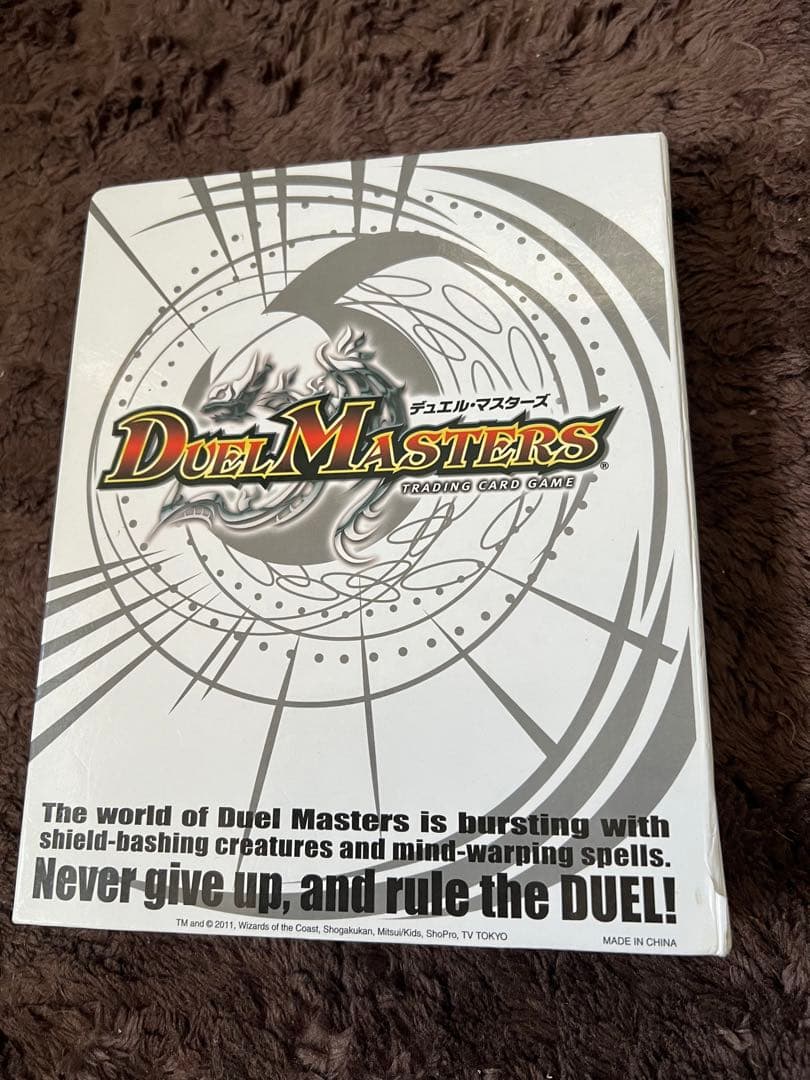 デュエル・マスターズ
DUEL MASTERS®
TRADING CARD GAME
The world of Duel Masters is bursting with
shield-bashing creatures and mind-warping spells.
Never give up, and rule the DUEL!
TM and © 2011, Wizards of the Coast, Shogakukan, Mitsui/Kids, ShoPro, TV TOKYO
MADE IN CHINA